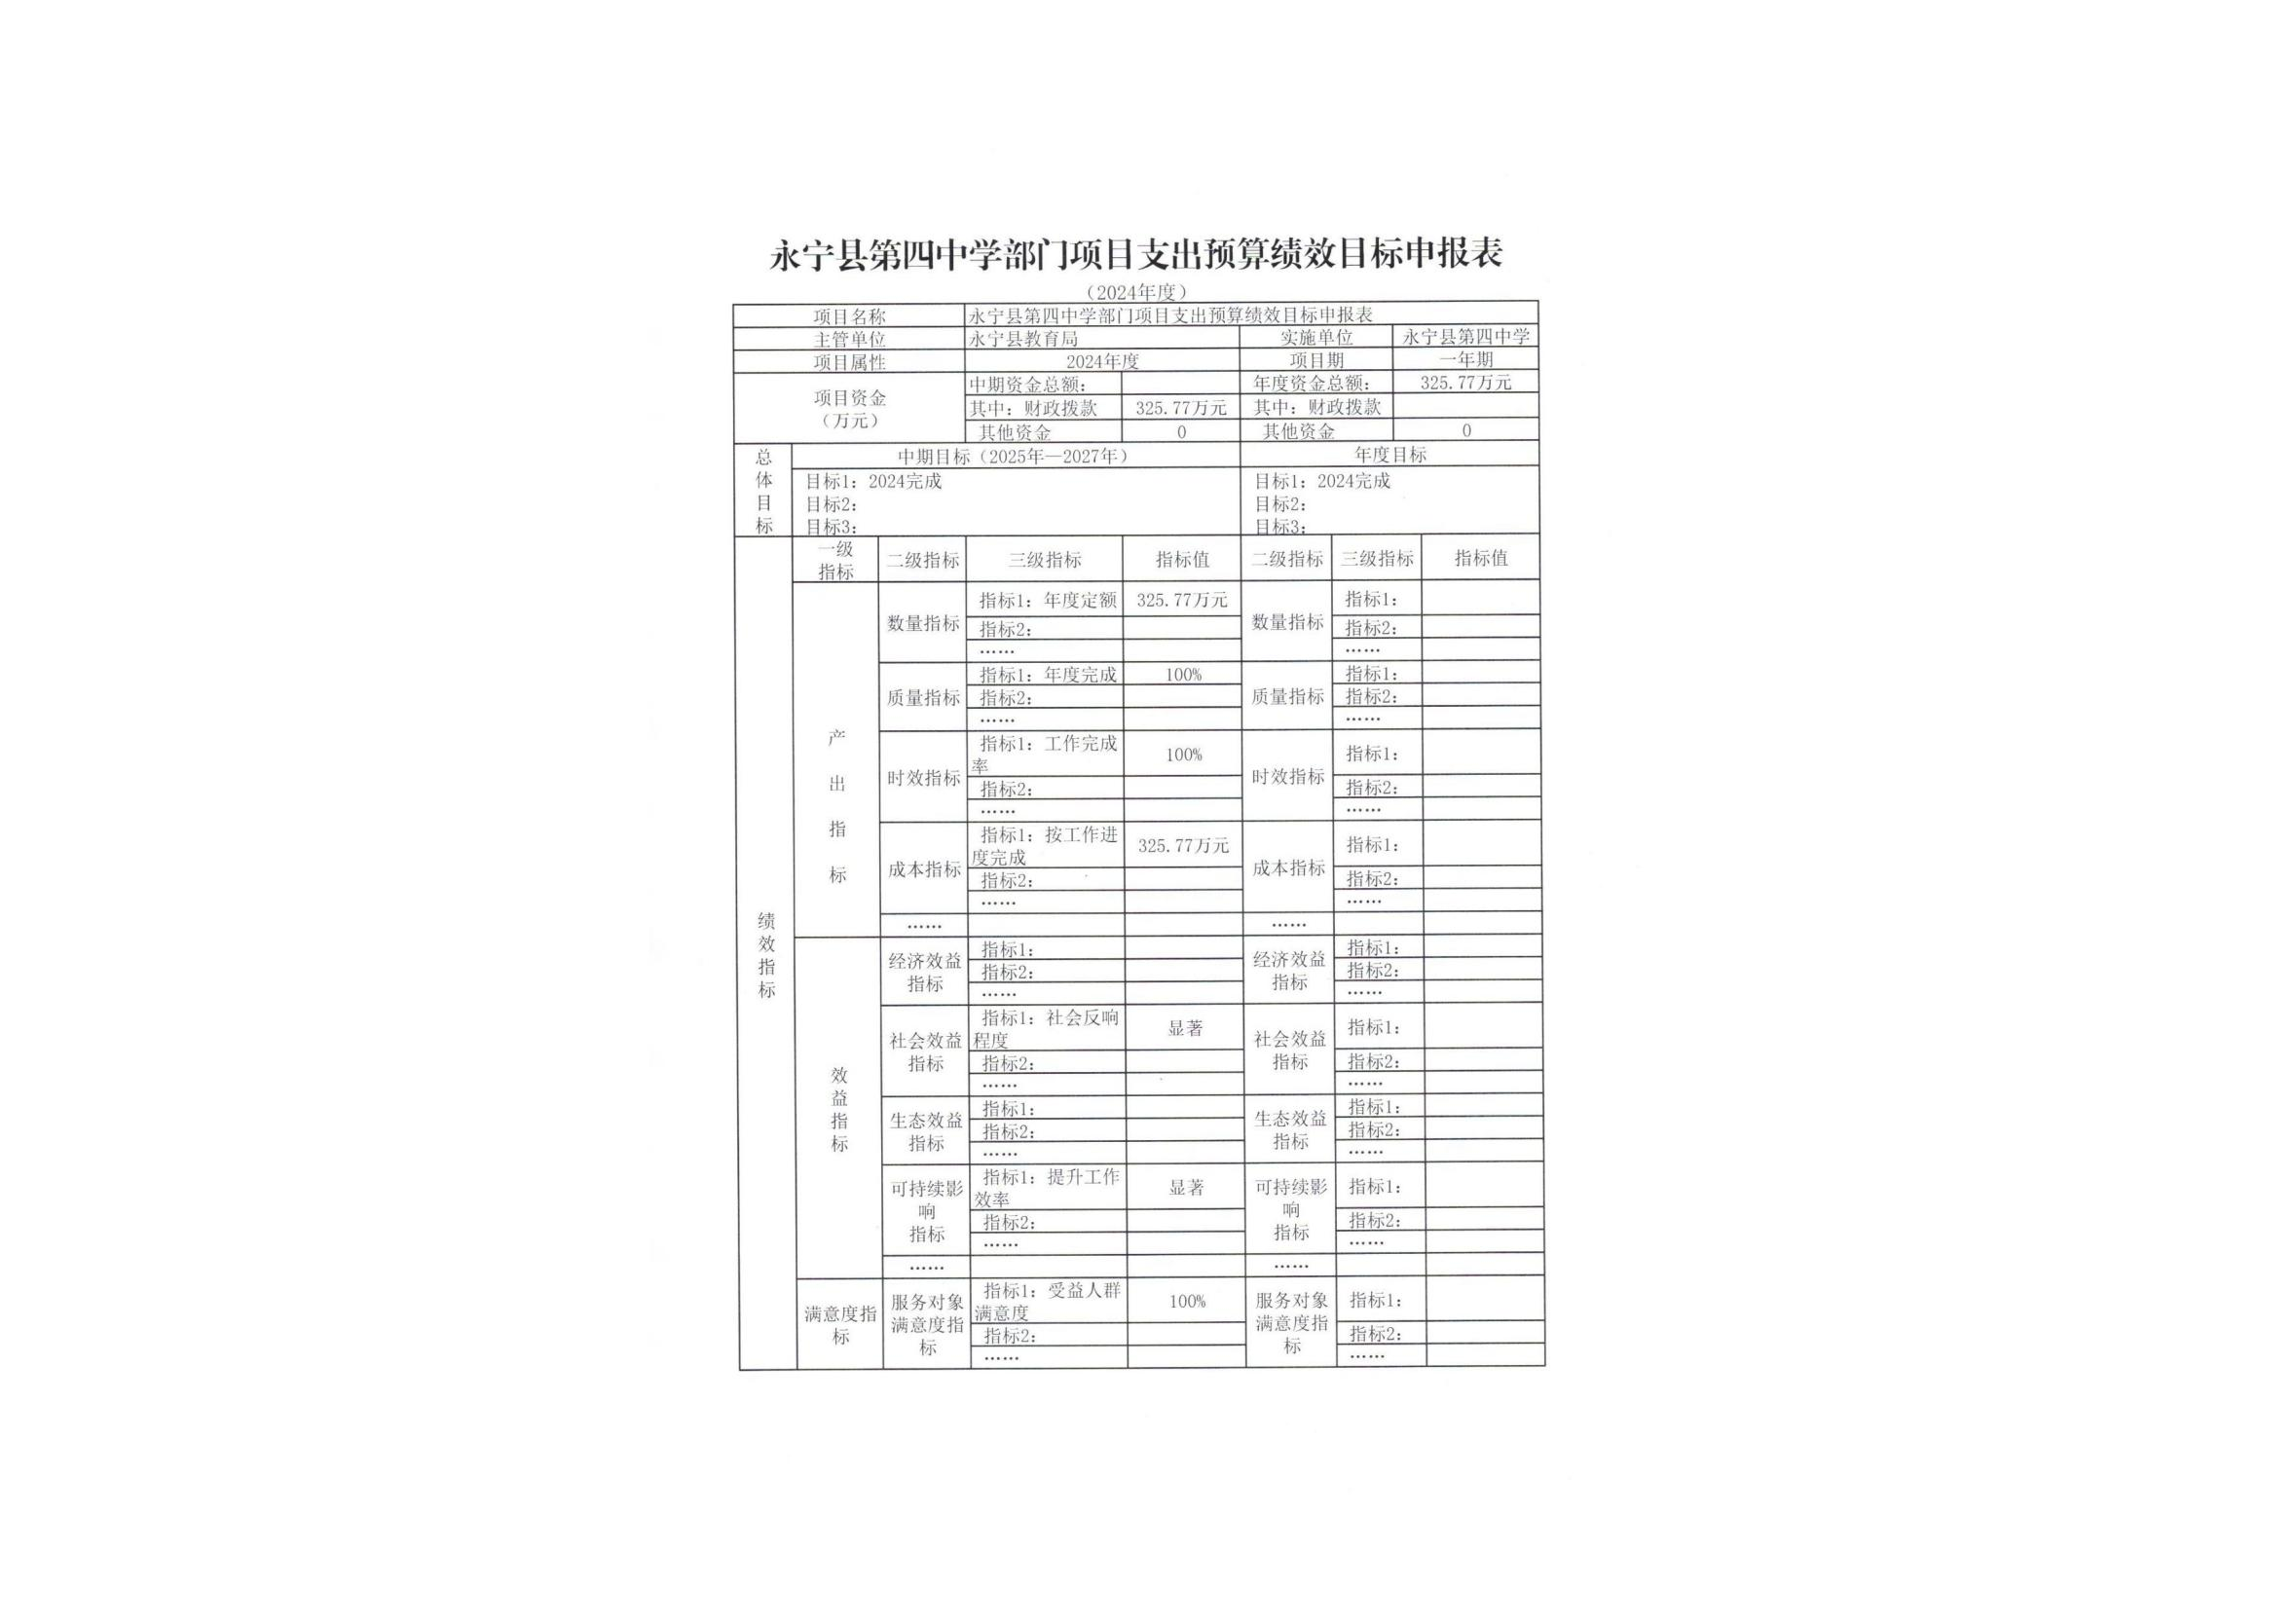 永宁县第四中学部门项目支出预算绩效目标申报表
（2024年度）
项目名称 永宁县第四中学部门项目支出预算绩效目标申报表
主管单位 永宁县教育局 实施单位 永宁县第四中学
项目属性 2024年度 项目期 一年期
项目资金（万元） 中期资金总额： 年度资金总额： 325.77万元
其中：财政拨款 325.77万元 其中：财政拨款
其他资金 0 其他资金 0
总体目标 中期目标（2025年—2027年） 年度目标
目标1：2024完成 目标1：2024完成
目标2： 目标2：
目标3： 目标3：
绩效指标 一级指标 二级指标 三级指标 指标值 二级指标 三级指标 指标值
产出指标 数量指标 指标1：年度定额 325.77万元 数量指标 指标1：
指标2： 指标2：
…… ……
质量指标 指标1：年度完成 100% 质量指标 指标1：
指标2： 指标2：
…… ……
时效指标 指标1：工作完成率 100% 时效指标 指标1：
指标2： 指标2：
…… ……
成本指标 指标1：按工作进度完成 325.77万元 成本指标 指标1：
指标2： 指标2：
…… ……
…… ……
效益指标 经济效益指标 指标1： 经济效益指标 指标1：
指标2： 指标2：
…… ……
社会效益指标 指标1：社会反响程度 显著 社会效益指标 指标1：
指标2： 指标2：
…… ……
生态效益指标 指标1： 生态效益指标 指标1：
指标2： 指标2：
…… ……
可持续影响指标 指标1：提升工作效率 显著 可持续影响指标 指标1：
指标2： 指标2：
…… ……
…… ……
满意度指标 服务对象满意度指标 指标1：受益人群满意度 100% 服务对象满意度指标 指标1：
指标2： 指标2：
…… ……